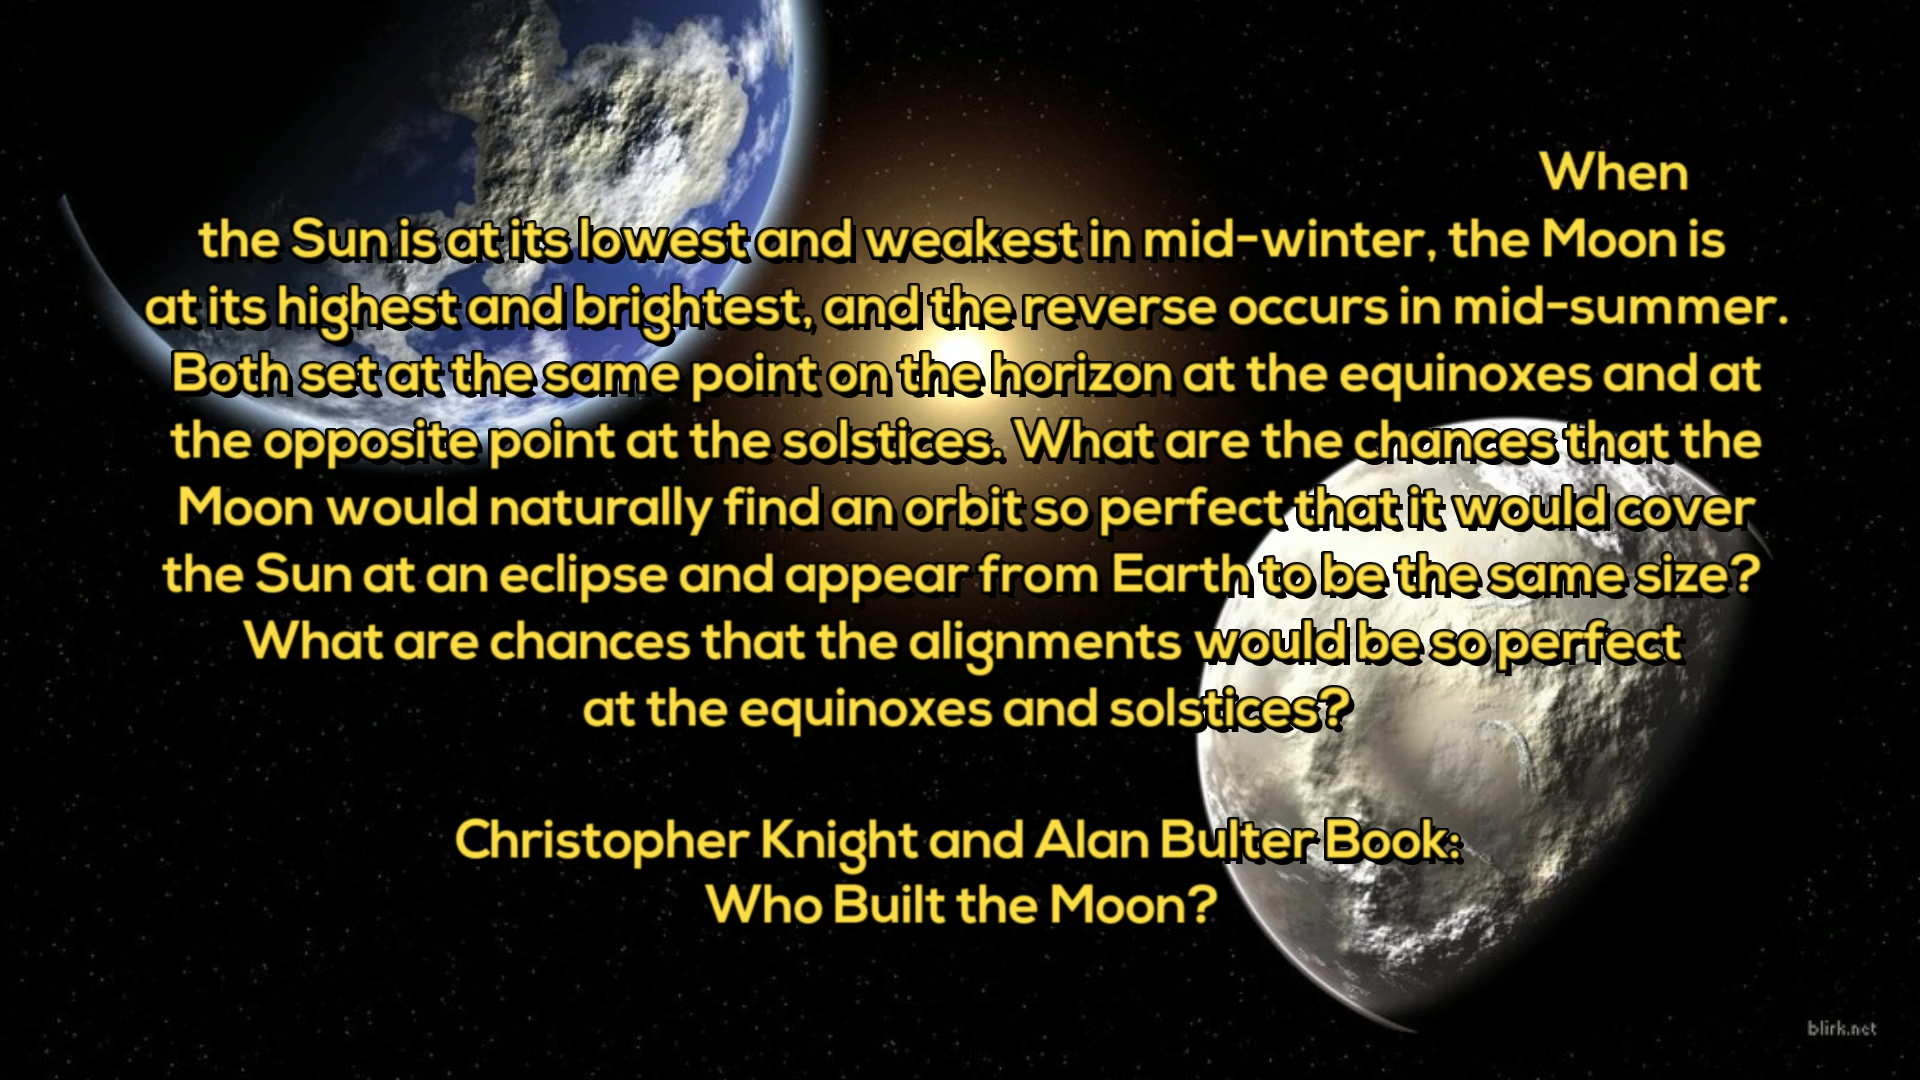 When
the Sun is at its lowest and weakest in mid-winter, the Moon is
at its highest and brightest, and the reverse occurs in mid-summer.
Both set at the same point on the horizon at the equinoxes and at
the opposite point at the solstices. What are the chances that the
Moon would naturally find an orbit so perfect that it would cover
the Sun at an eclipse and appear from Earth to be the same size?
What are chances that the alignments would be so perfect
at the equinoxes and solstices?
Christopher Knight and Alan Bulter Book:
Who Built the Moon?
blirk.net